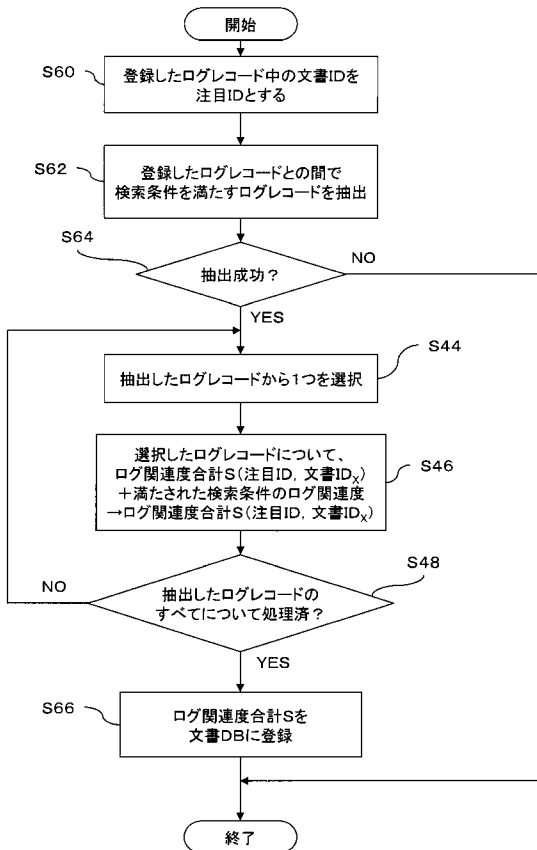 開始
S60
登録したログレコード中の文書IDを
注目IDとする
S62
登録したログレコードとの間で
検索条件を満たすログレコードを抽出
S64
抽出成功？
NO
YES
S44
抽出したログレコードから1つを選択
選択したログレコードについて、
ログ関連度合計S(注目ID, 文書IDX)
＋満たされた検索条件のログ関連度
→ログ関連度合計S(注目ID, 文書IDX)
S46
S48
NO
抽出したログレコードの
すべてについて処理済？
YES
S66
ログ関連度合計Sを
文書DBに登録
終了